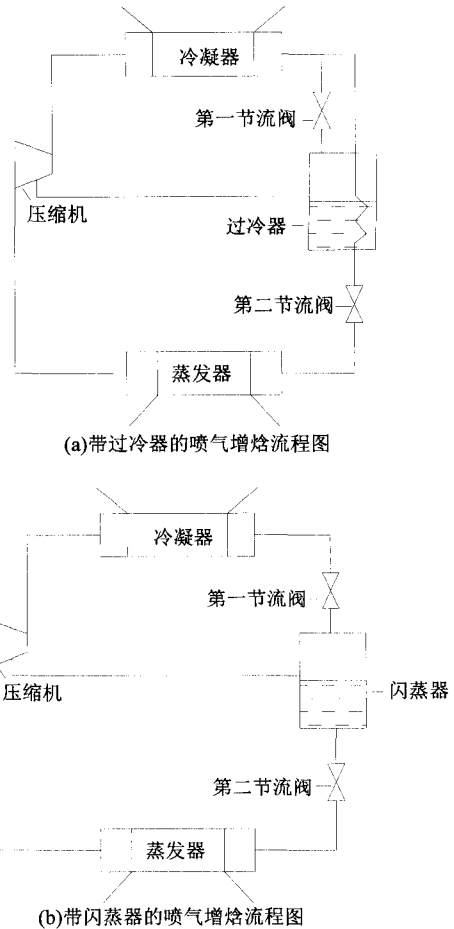 冷凝器
第一节流阀
压缩机
过冷器
第二节流阀
蒸发器
(a)带过冷器的喷气增焓流程图
冷凝器
第一节流阀
压缩机
闪蒸器
第二节流阀
蒸发器
(b)带闪蒸器的喷气增焓流程图